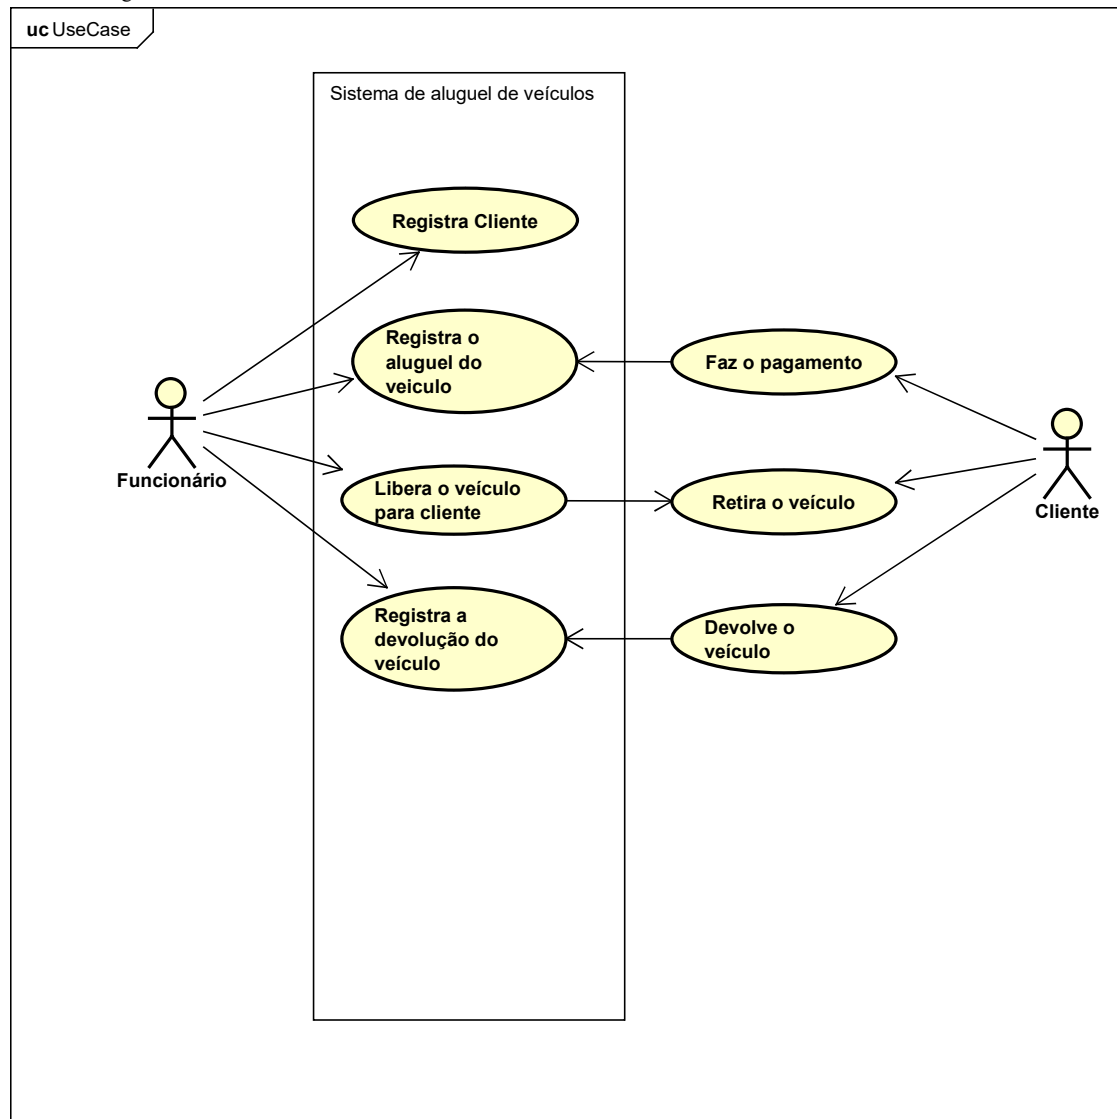 uc UseCase
Sistema de aluguel de veículos
Registra Cliente
Registra o
aluguel do
veiculo
Faz o pagamento
Funcionário
Libera o veículo
para cliente
Retira o veículo
Cliente
Registra a
devolução do
veículo
Devolve o
veículo